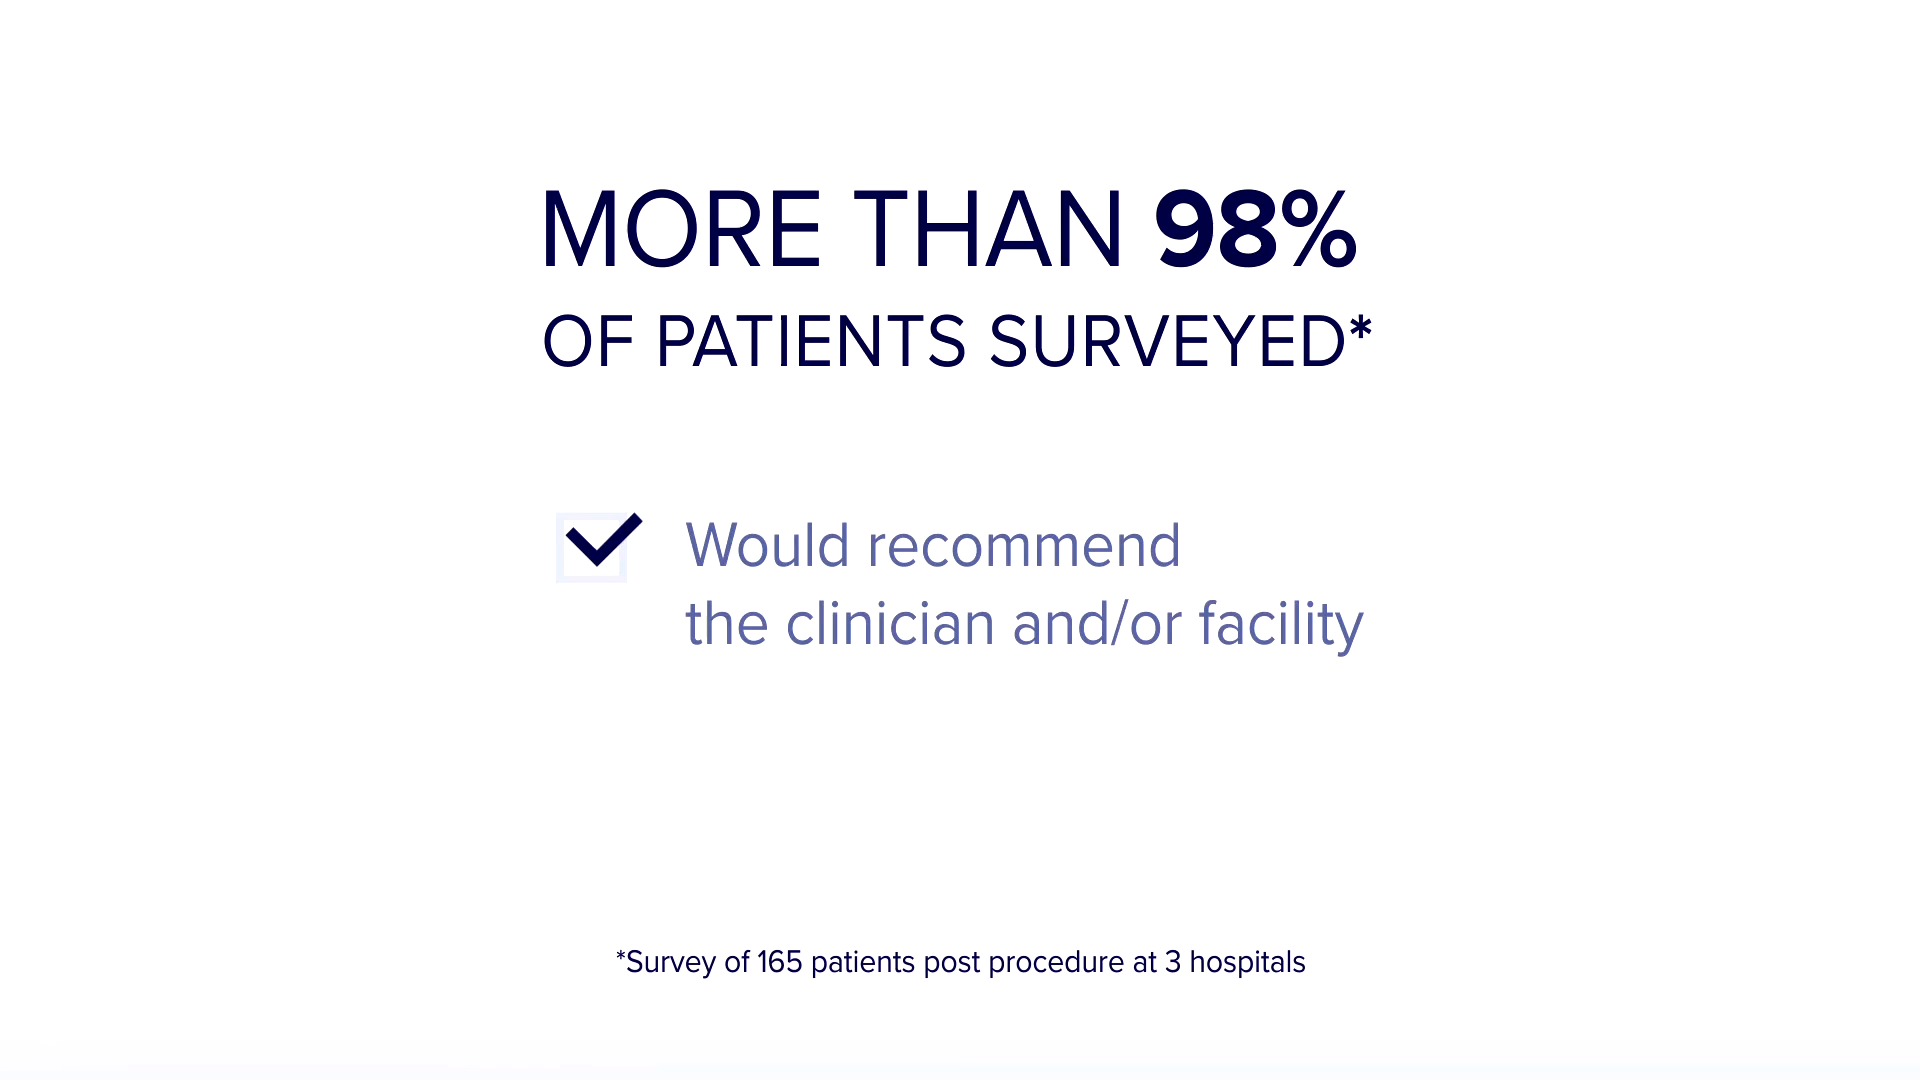 MORE THAN 98%
OF PATIENTS SURVEYED*
Would recommend
the clinician and/or facility
*Survey of 165 patients post procedure at 3 hospitals